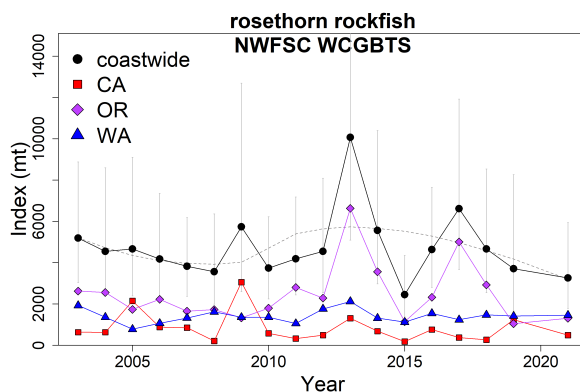 rosethorn rockfish
NWFSC WCGBTS
coastwide
CA
OR
WA
Index (mt)
14000
10000
6000
2000
0
2005
2010
2015
2020
Year